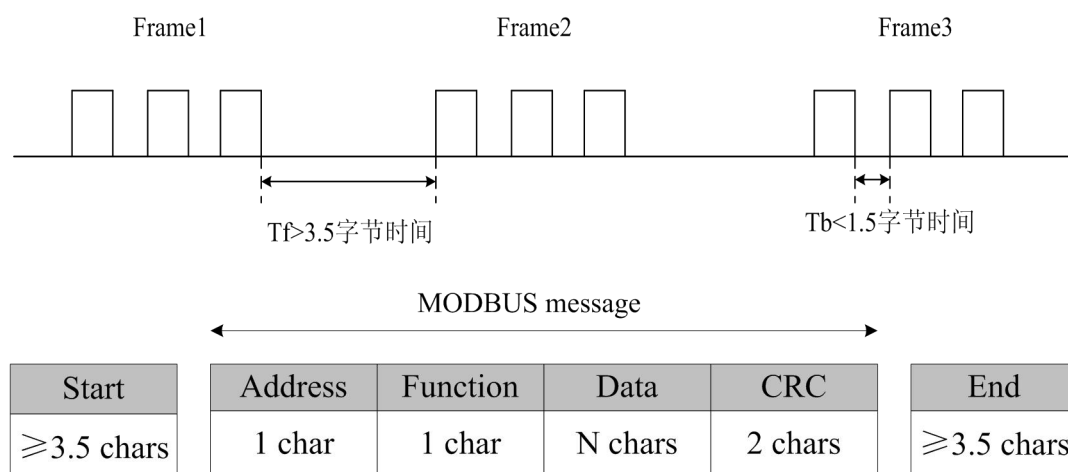 Frame1 Frame2 Frame3
Tf>3.5字节时间 Tb<1.5字节时间
MODBUS message
Start Address Function Data CRC End
≥3.5 chars 1 char 1 char N chars 2 chars ≥3.5 chars